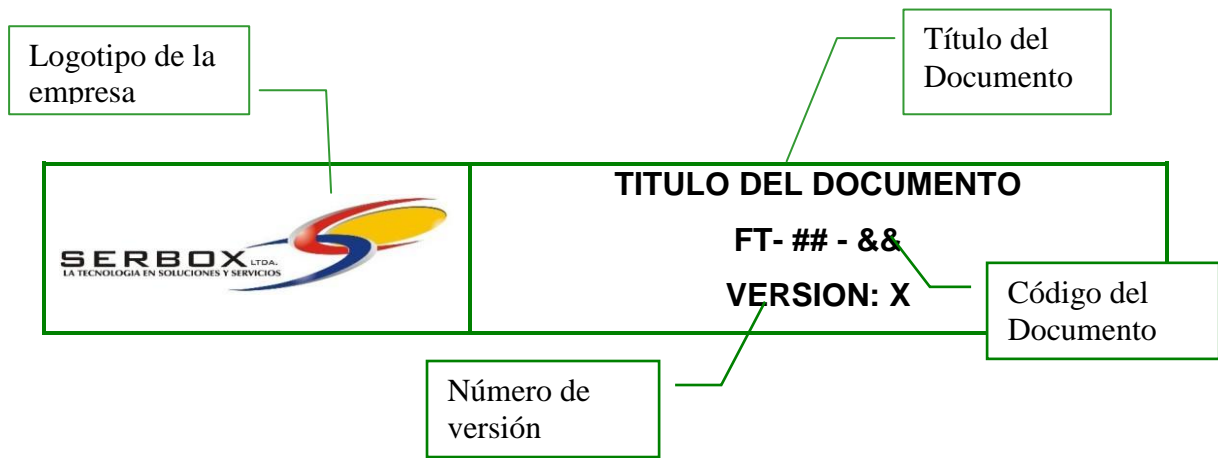 Logotipo de la
empresa
Título del
Documento
TITULO DEL DOCUMENTO
FT- ## - &&
VERSION: X
SERBOX LTDA.
LA TECNOLOGIA EN SOLUCIONES Y SERVICIOS
Código del
Documento
Número de
versión